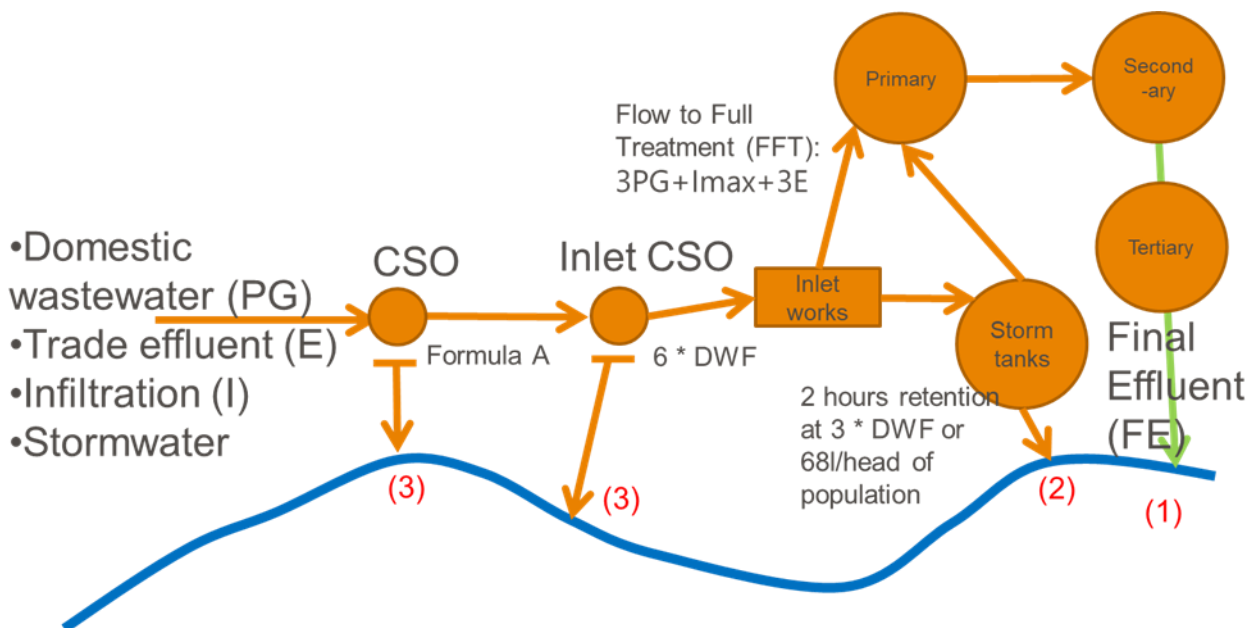 •Domestic
wastewater (PG)
•Trade effluent (E)
•Infiltration (I)
•Stormwater
CSO
Formula A
(3)
Inlet CSO
6 * DWF
(3)
Flow to Full
Treatment (FFT):
3PG+Imax+3E
Inlet
works
Primary
Second
-ary
Tertiary
Storm
tanks
2 hours retention
at 3 * DWF or
68l/head of
population
(2)
Final
Effluent
(FE)
(1)